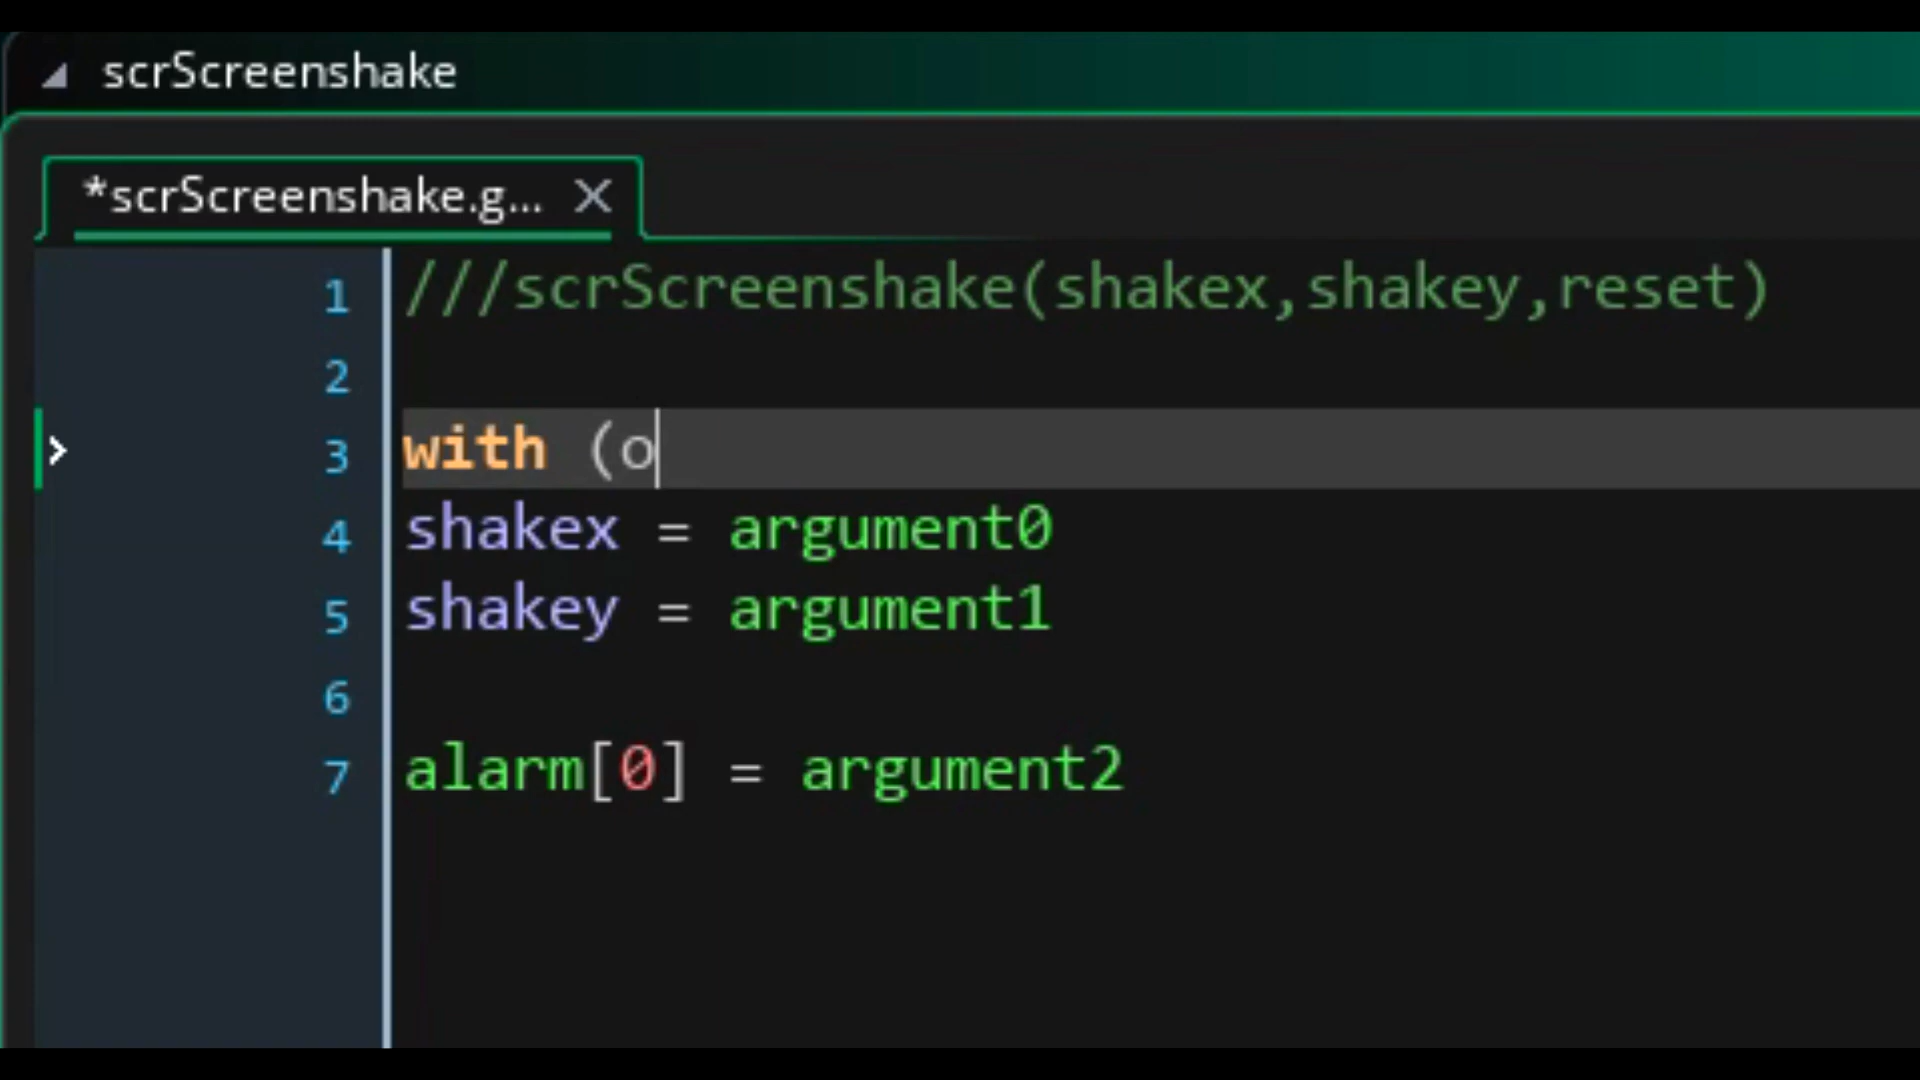 scrScreenshake
*scrScreenshake.g...
1 ///scrScreenshake(shakex,shakey,reset)
2
3 with (o
4 shakex = argument0
5 shakey = argument1
6
7 alarm[0] = argument2